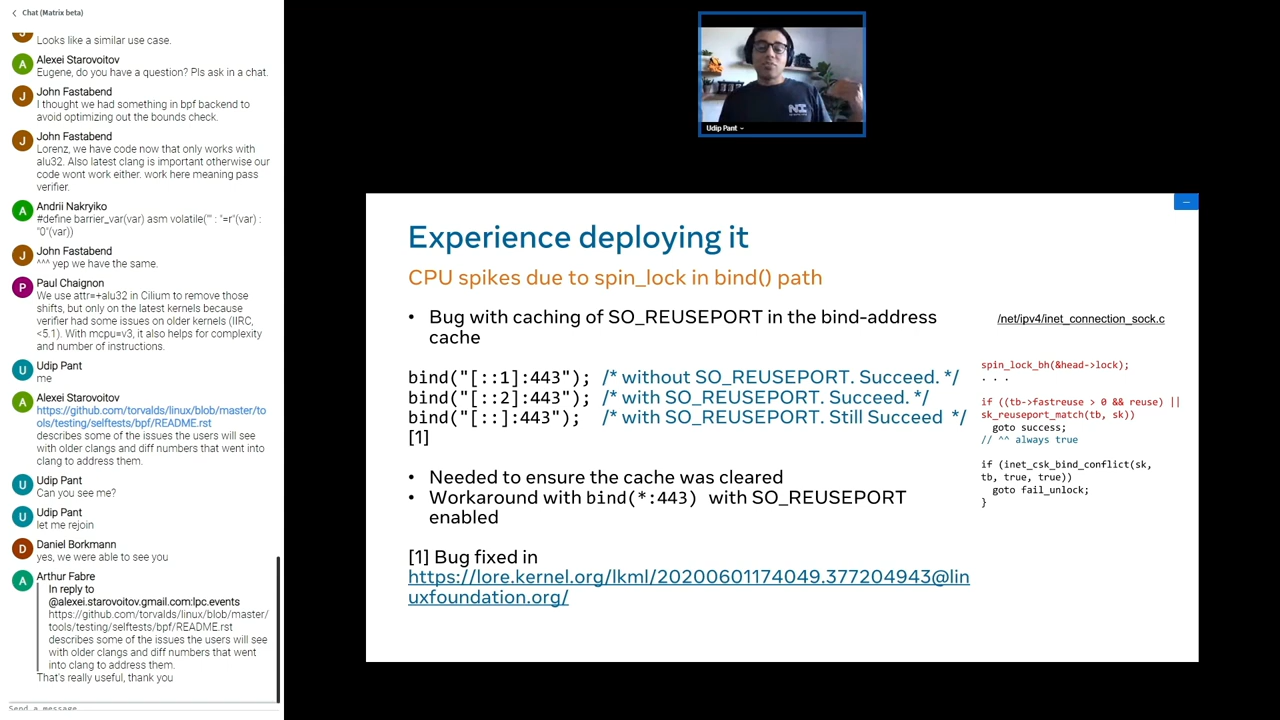 Chat (Matrix beta)
Looks like a similar use case.
A
Alexei Starovoitov
Eugene, do you have a question? Pls ask in a chat.
J
John Fastabend
I thought we had something in bpf backend to
avoid optimizing out the bounds check.
J
John Fastabend
Lorenz, we have code now that only works with
alu32. Also latest clang is important otherwise our
code wont work either. work here meaning pass
verifier.
A
Andrii Nakryiko
#define barrier_var(var) asm volatile("" : "=r"(var) :
"0"(var))
J
John Fastabend
^^^ yep we have the same.
P
Paul Chaignon
We use attr=+alu32 in Cilium to remove those
shifts, but only on the latest kernels because
verifier had some issues on older kernels (IIRC,
<5.1). With mcpu=v3, it also helps for complexity
and number of instructions.
U
Udip Pant
me
A
Alexei Starovoitov
https://github.com/torvalds/linux/blob/master/to
ols/testing/selftests/bpf/README.rst
describes some of the issues the users will see
with older clangs and diff numbers that went into
clang to address them.
U
Udip Pant
Can you see me?
U
Udip Pant
let me rejoin
D
Daniel Borkmann
yes, we were able to see you
A
Arthur Fabre
In reply to
@alexei.starovoitov.gmail.com:lpc.events
https://github.com/torvalds/linux/blob/master/
tools/testing/selftests/bpf/README.rst
describes some of the issues the users will see
with older clangs and diff numbers that went
into clang to address them.
That's really useful, thank you
Send a message
Udip Pant
Experience deploying it
CPU spikes due to spin_lock in bind() path
• Bug with caching of SO_REUSEPORT in the bind-address
cache
bind("[::1]:443"); /* without SO_REUSEPORT. Succeed. */
bind("[::2]:443"); /* with SO_REUSEPORT. Succeed. */
bind("[::]:443"); /* with SO_REUSEPORT. Still Succeed */
[1]
• Needed to ensure the cache was cleared
• Workaround with bind(*:443) with SO_REUSEPORT
enabled
[1] Bug fixed in
https://lore.kernel.org/lkml/20200601174049.377204943@lin
uxfoundation.org/
/net/ipv4/inet_connection_sock.c
spin_lock_bh(&head->lock);
. . .
if ((tb->fastreuse > 0 && reuse) ||
sk_reuseport_match(tb, sk))
goto success;
// ^^ always true
if (inet_csk_bind_conflict(sk,
tb, true, true))
goto fail_unlock;
}